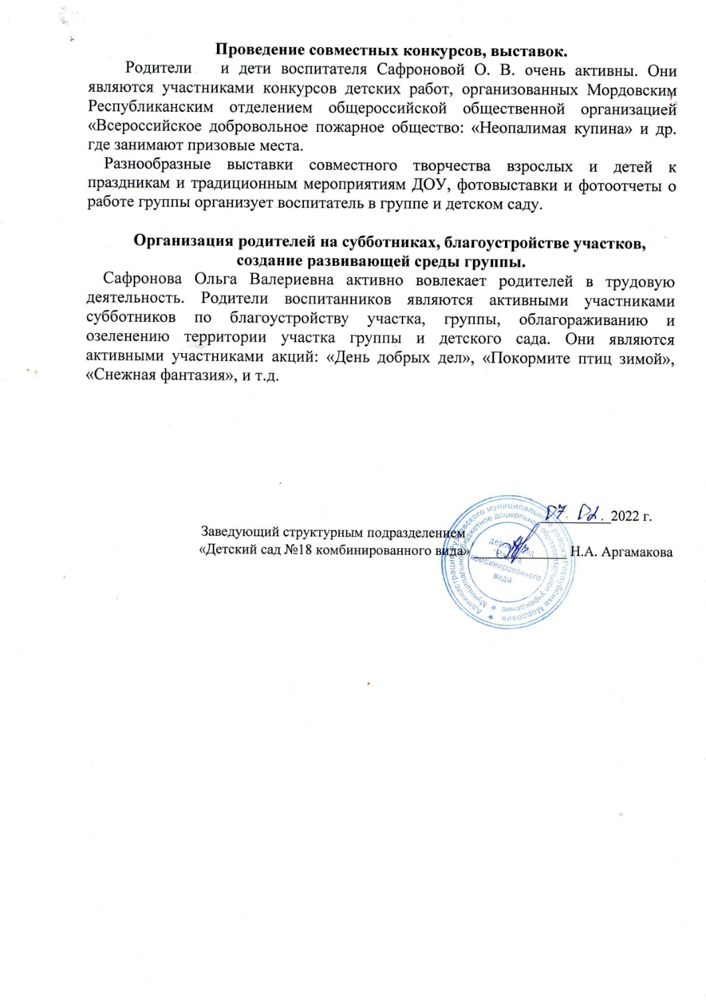 Проведение совместных конкурсов, выставок.
Родители и дети воспитателя Сафроновой О. В. очень активны. Они
являются участниками конкурсов детских работ, организованных Мордовским
Республиканским отделением общероссийской общественной организацией
«Всероссийское добровольное пожарное общество: «Неопалимая купина» и др.
где занимают призовые места.
Разнообразные выставки совместного творчества взрослых и детей к
праздникам и традиционным мероприятиям ДОУ, фотовыставки и фотоотчеты о
работе группы организует воспитатель в группе и детском саду.
Организация родителей на субботниках, благоустройстве участков,
создание развивающей среды группы.
Сафронова Ольга Валериевна активно вовлекает родителей в трудовую
деятельность. Родители воспитанников являются активными участниками
субботников по благоустройству участка, группы, облагораживанию и
озеленению территории участка группы и детского сада. Они являются
активными участниками акций: «День добрых дел», «Покормите птиц зимой»,
«Снежная фантазия», и т.д.
07. 02. 2022 г.
Заведующий структурным подразделением
«Детский сад №18 комбинированного вида» Н.А. Аргамакова
Администрация Рузаевского муниципального района Республики Мордовия
Муниципальное бюджетное дошкольное образовательное учреждение
комбинированного
вида